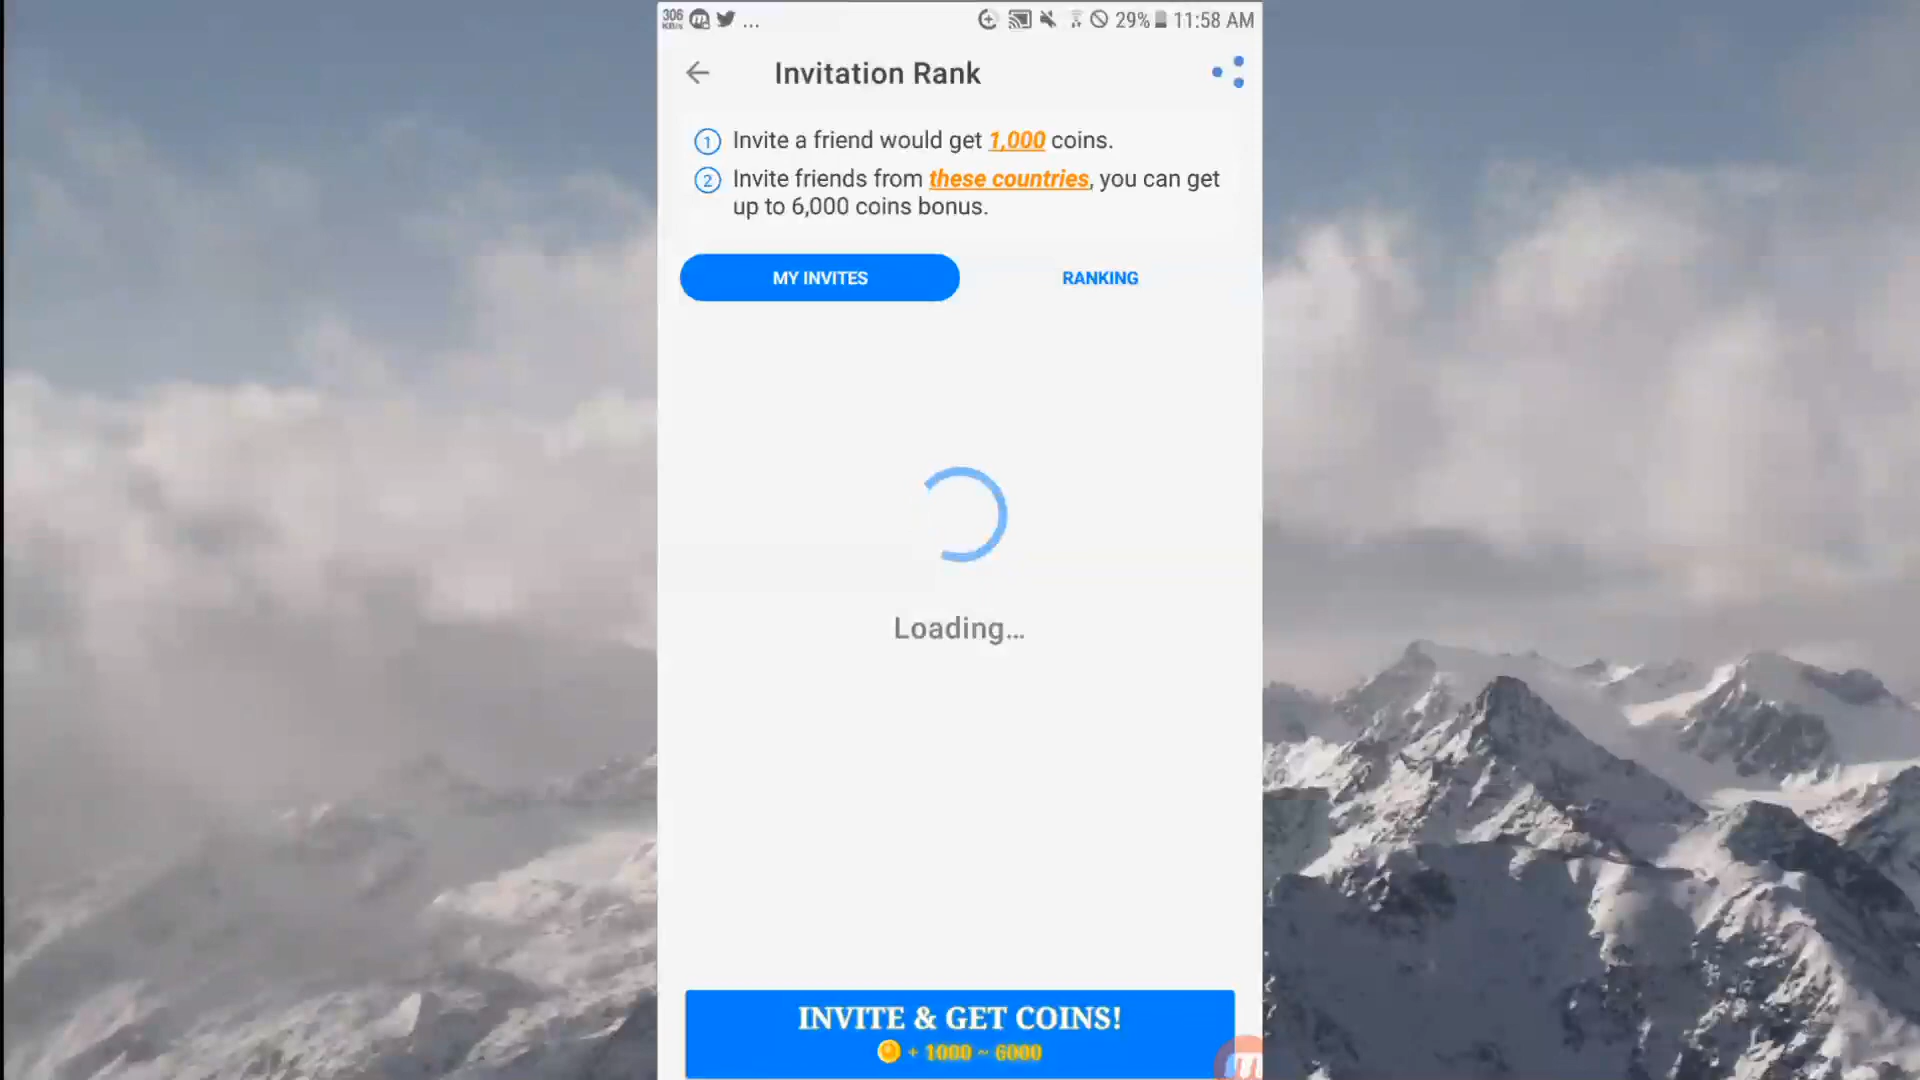 306
KB/s
...
29%
11:58 AM
Invitation Rank
1 Invite a friend would get 1,000 coins.
2 Invite friends from these countries, you can get
up to 6,000 coins bonus.
MY INVITES
RANKING
Loading...
INVITE & GET COINS!
+ 1000 ~ 6000